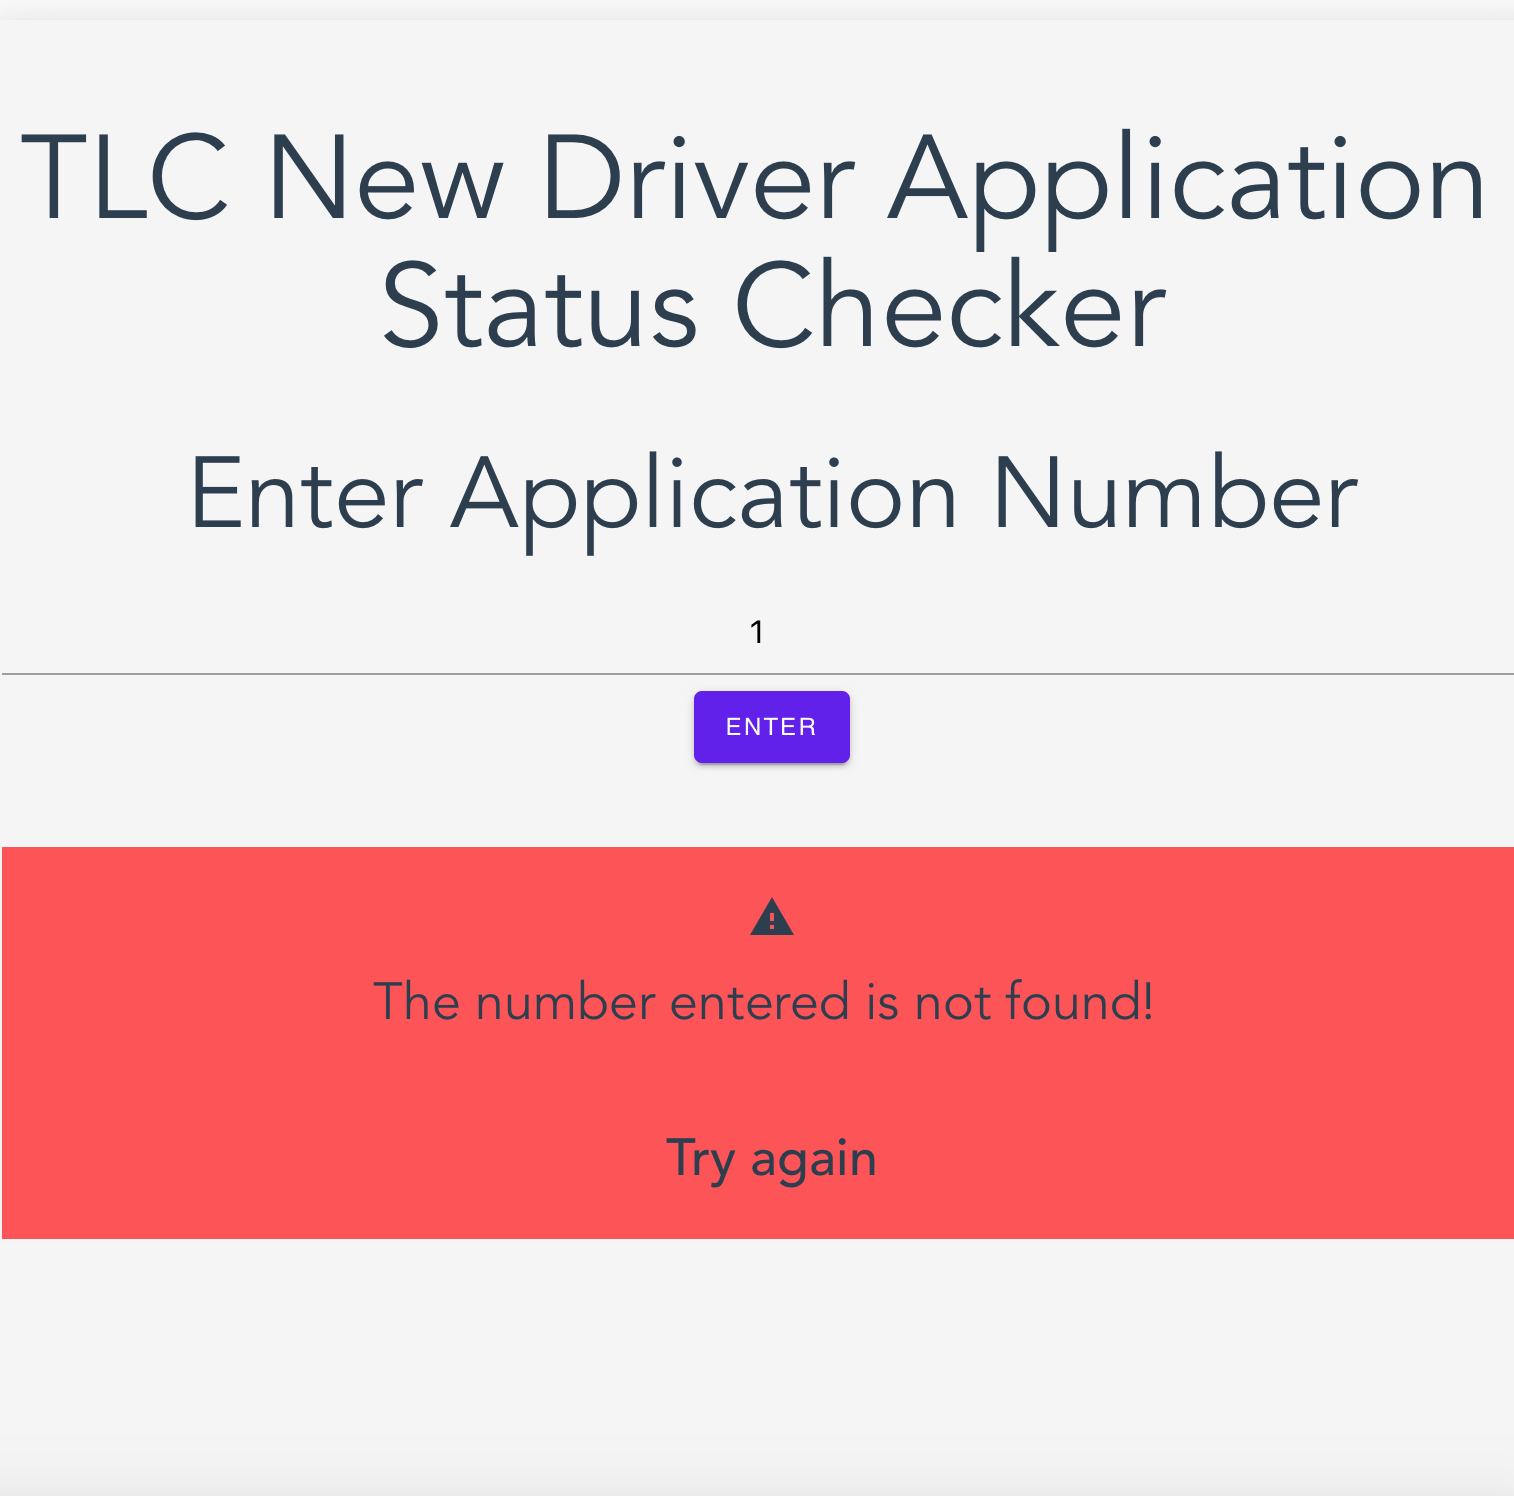 TLC New Driver Application
Status Checker
Enter Application Number
1
ENTER
The number entered is not found!
Try again